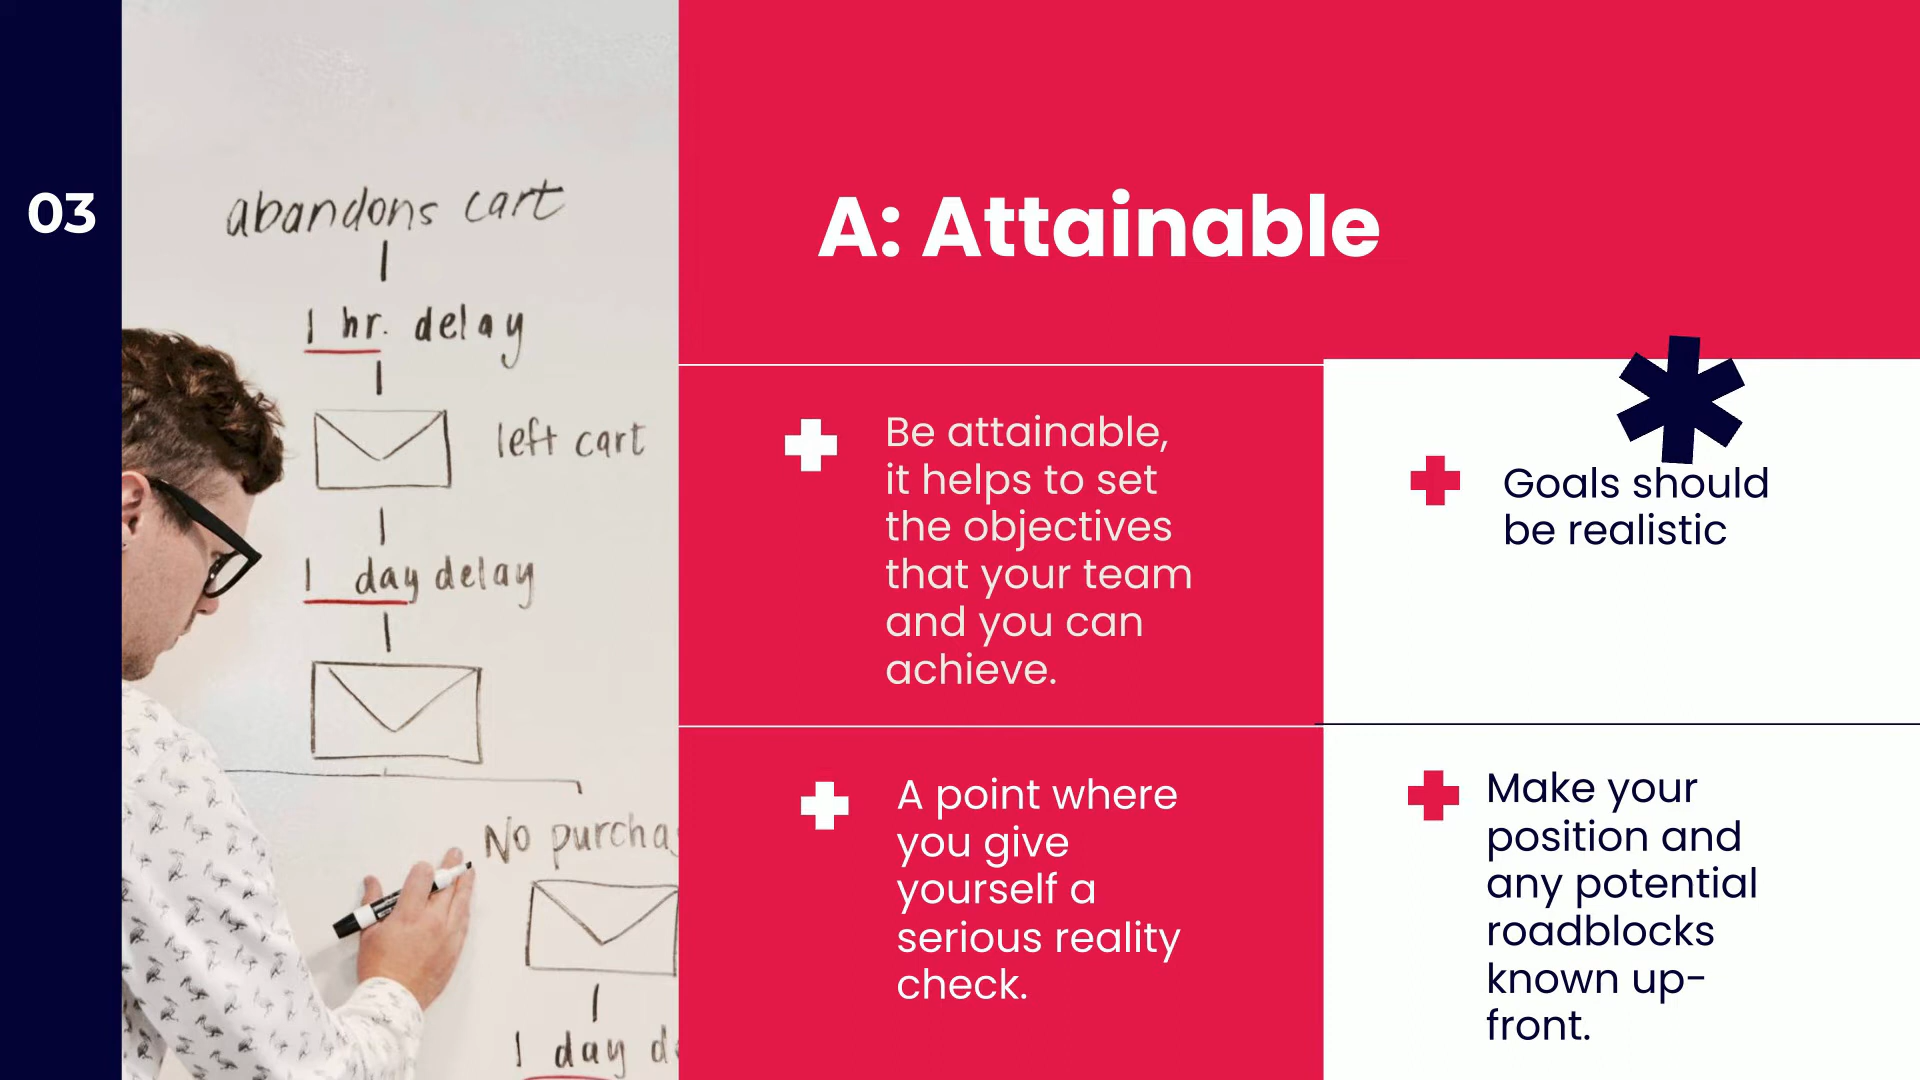 03
abandons cart
1 hr. delay
left cart
1 day delay
No
1 day
A: Attainable
Be attainable,
it helps to set
the objectives
that your team
and you can
achieve.
Goals should
be realistic
A point where
you give
yourself a
serious reality
check.
Make your
position and
any potential
roadblocks
known up-
front.